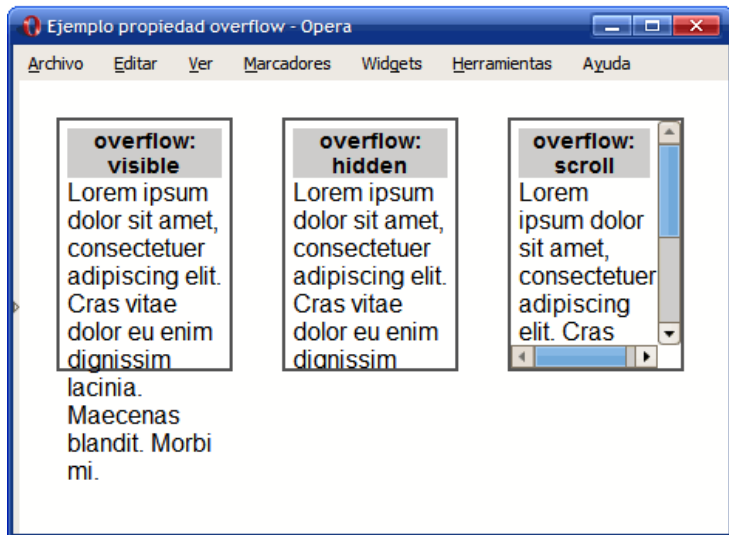 Ejemplo propiedad overflow - Opera
Archivo Editar Ver Marcadores Widgets Herramientas Ayuda
overflow:
visible
Lorem ipsum
dolor sit amet,
consectetuer
adipiscing elit.
Cras vitae
dolor eu enim
dignissim
lacinia.
Maecenas
blandit. Morbi
mi.
overflow:
hidden
Lorem ipsum
dolor sit amet,
consectetuer
adipiscing elit.
Cras vitae
dolor eu enim
dignissim
overflow:
scroll
Lorem
ipsum dolor
sit amet,
consectetuer
adipiscing
elit. Cras